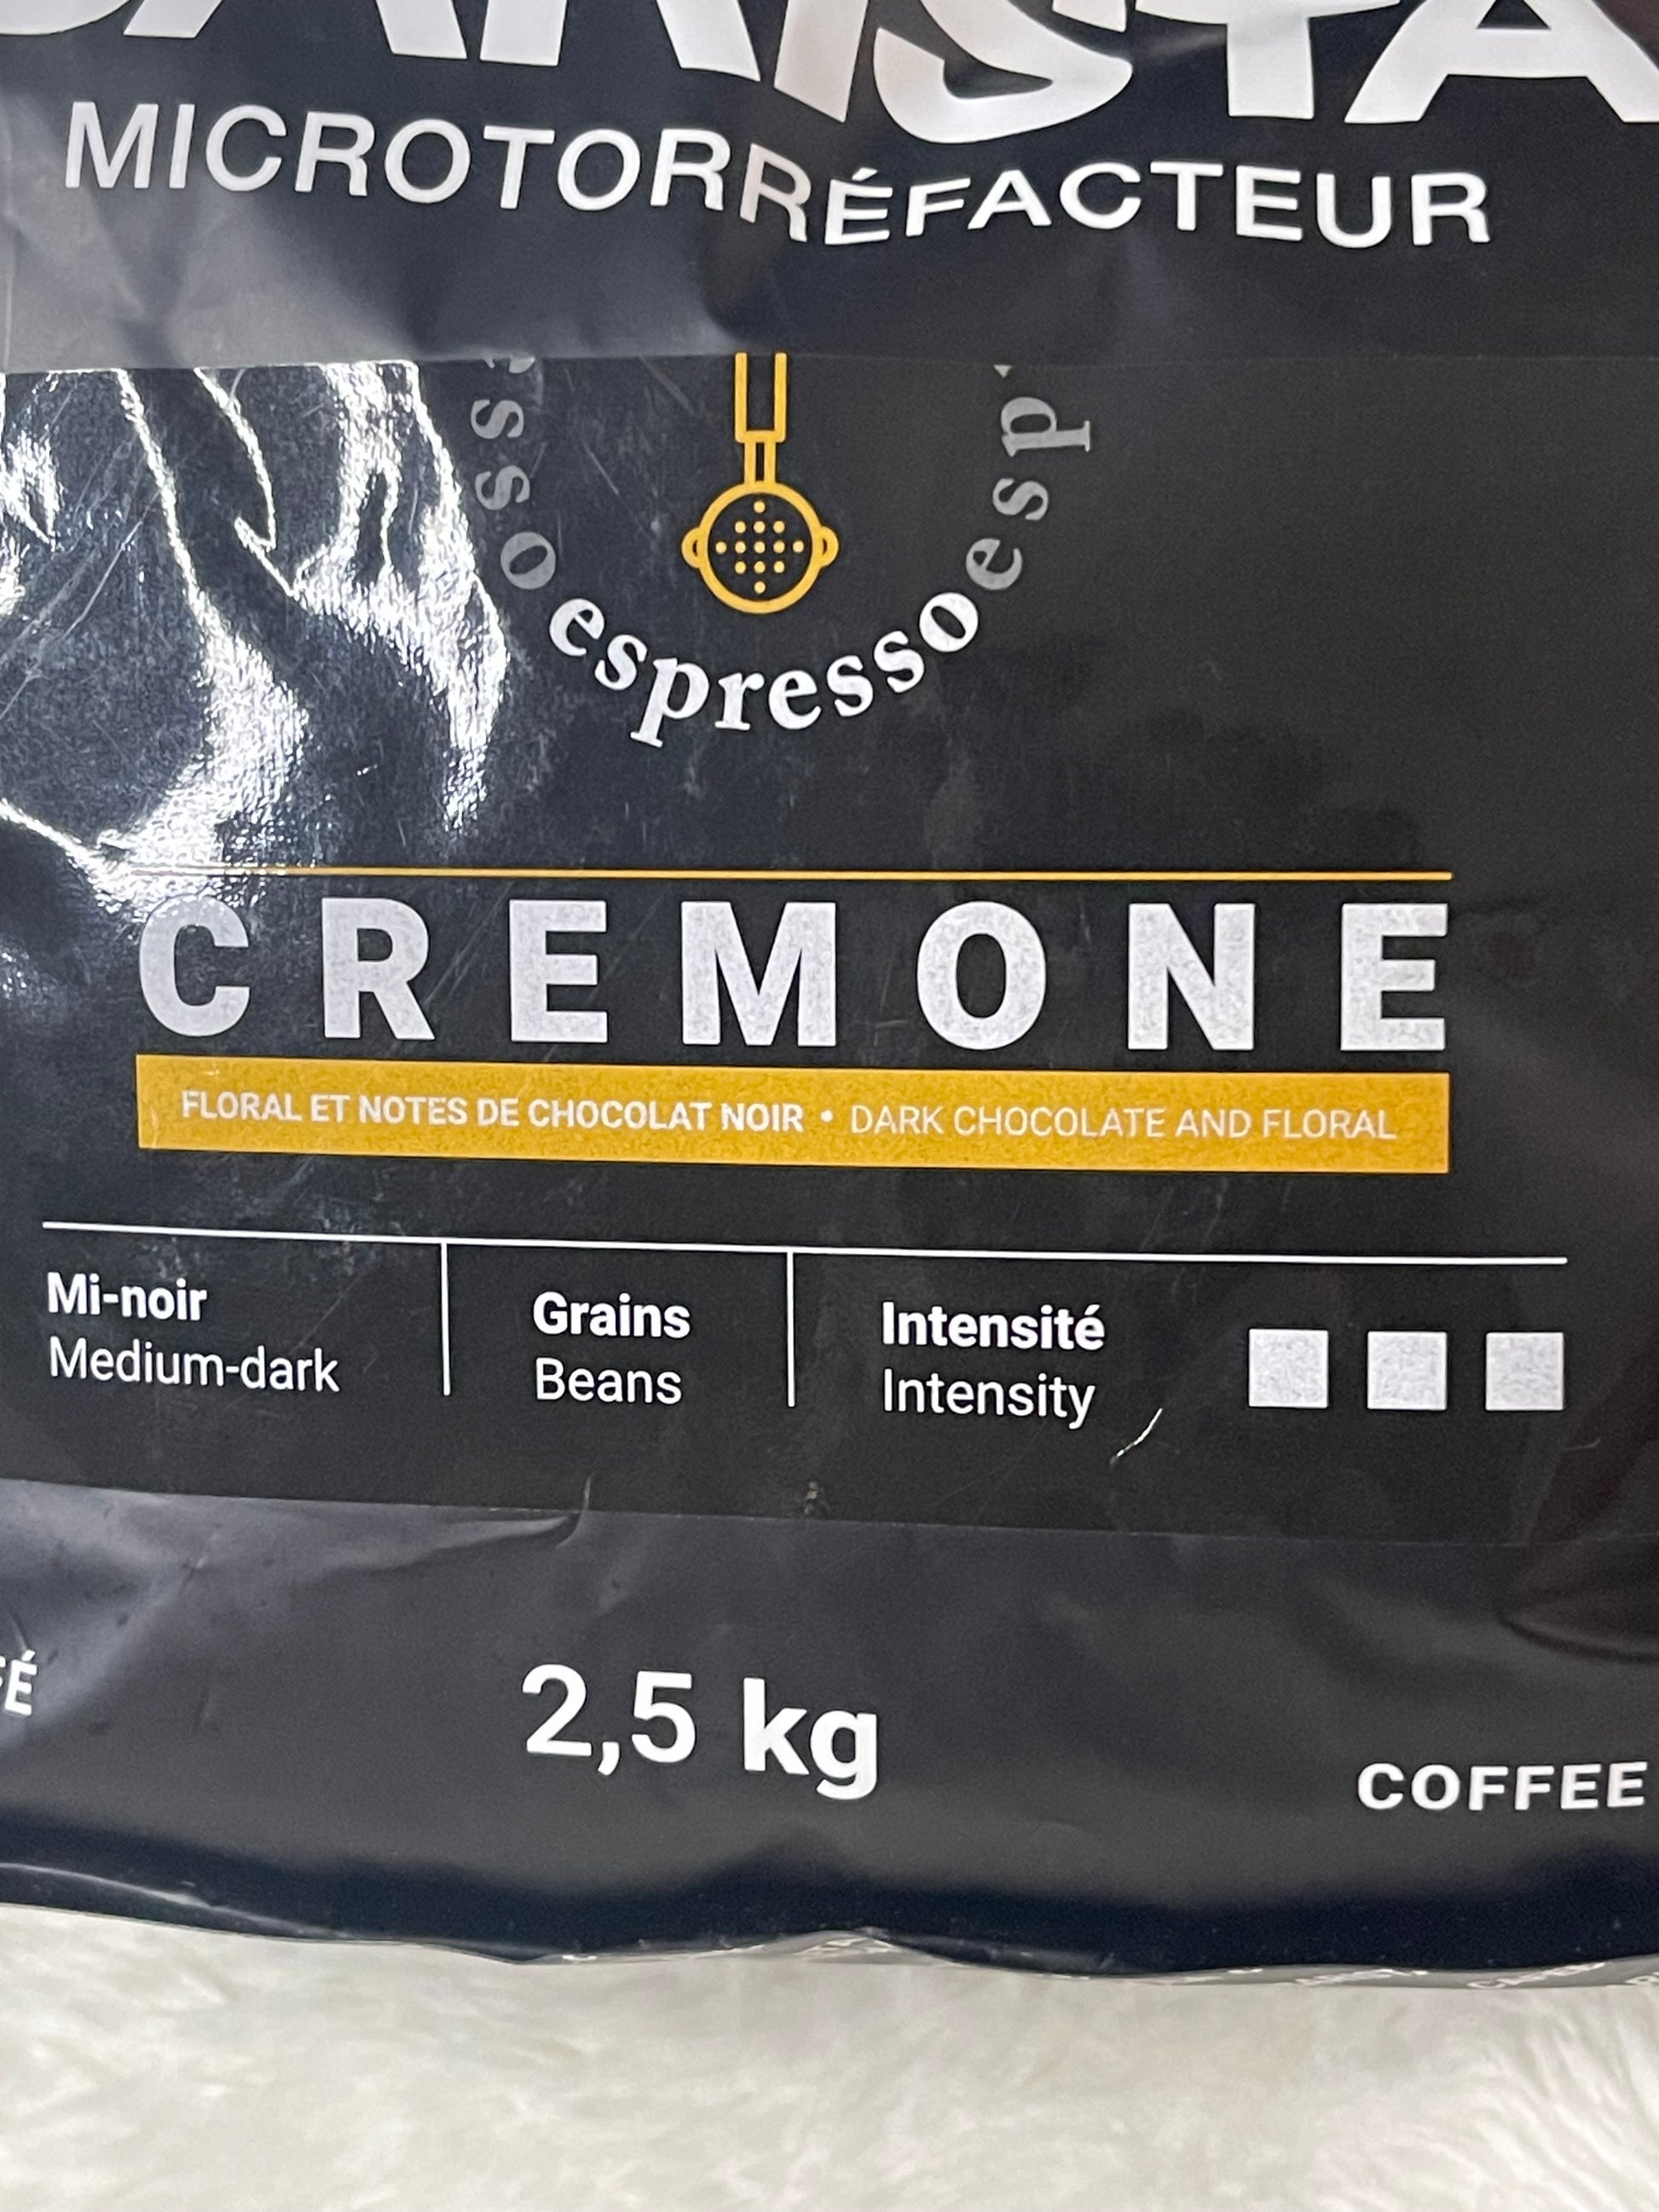 MICROTORRÉFACTEUR
espresso
CREMONE
FLORAL ET NOTES DE CHOCOLAT NOIR • DARK CHOCOLATE AND FLORAL
Mi-noir
Medium-dark
Grains
Beans
Intensité
Intensity
2,5 kg
COFFEE